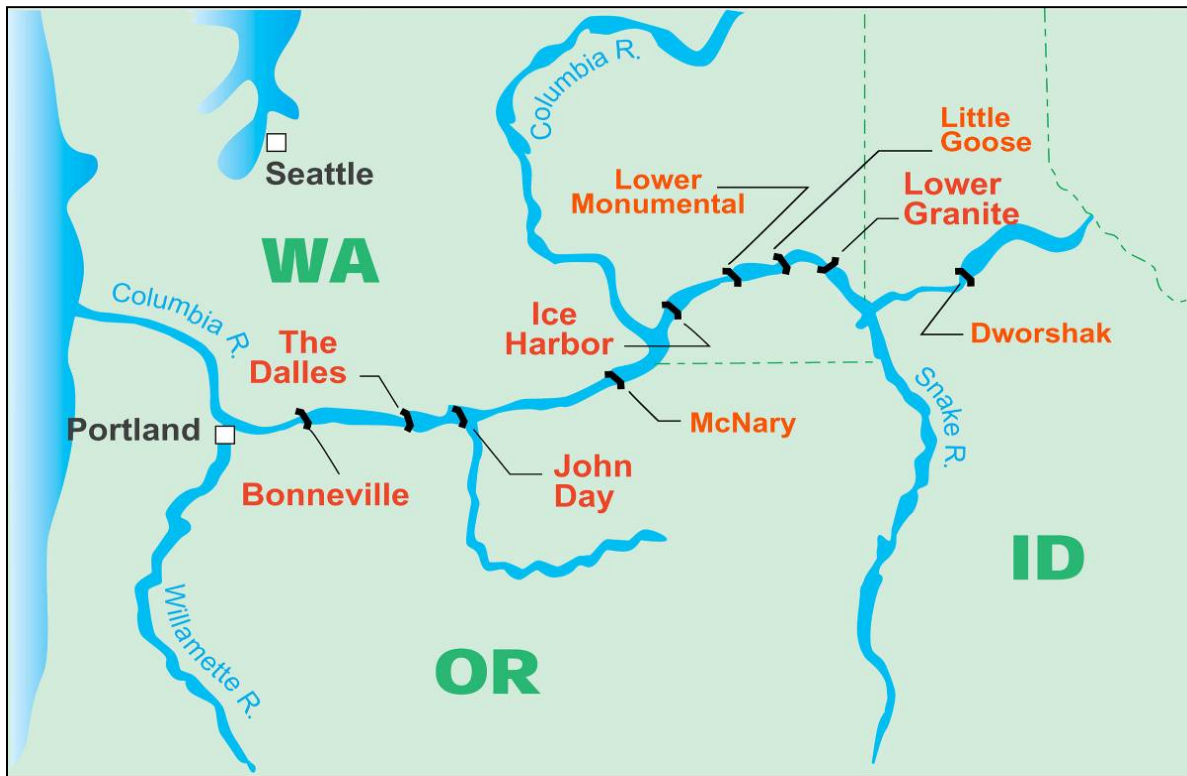 Columbia R.
Little
Goose
Seattle
Lower
Monumental
Lower
Granite
WA
Columbia R.
The
Dalles
Ice
Harbor
Dworshak
Portland
McNary
Snake R.
Bonneville
John
Day
ID
Willamette R.
OR